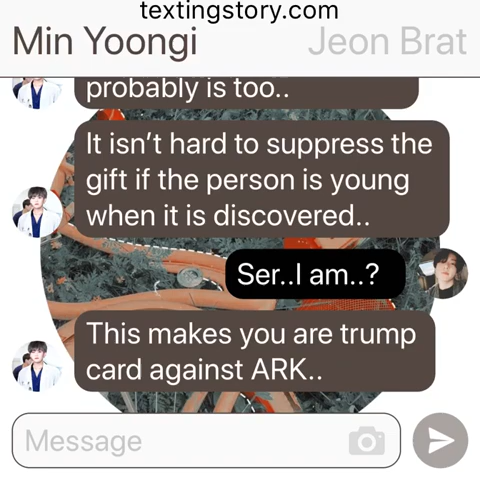 textingstory.com
Min Yoongi Jeon Brat
probably is too..
It isn't hard to suppress the
gift if the person is young
when it is discovered..
Ser..I am..?
This makes you are trump
card against ARK..
Message